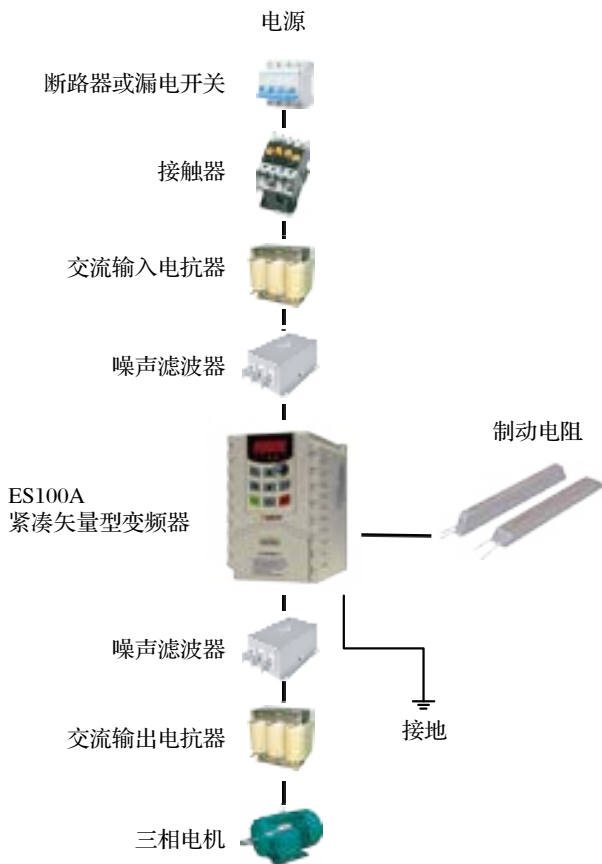 电源
断路器或漏电开关
接触器
交流输入电抗器
噪声滤波器
制动电阻
ES100A
紧凑矢量型变频器
噪声滤波器
接地
交流输出电抗器
三相电机